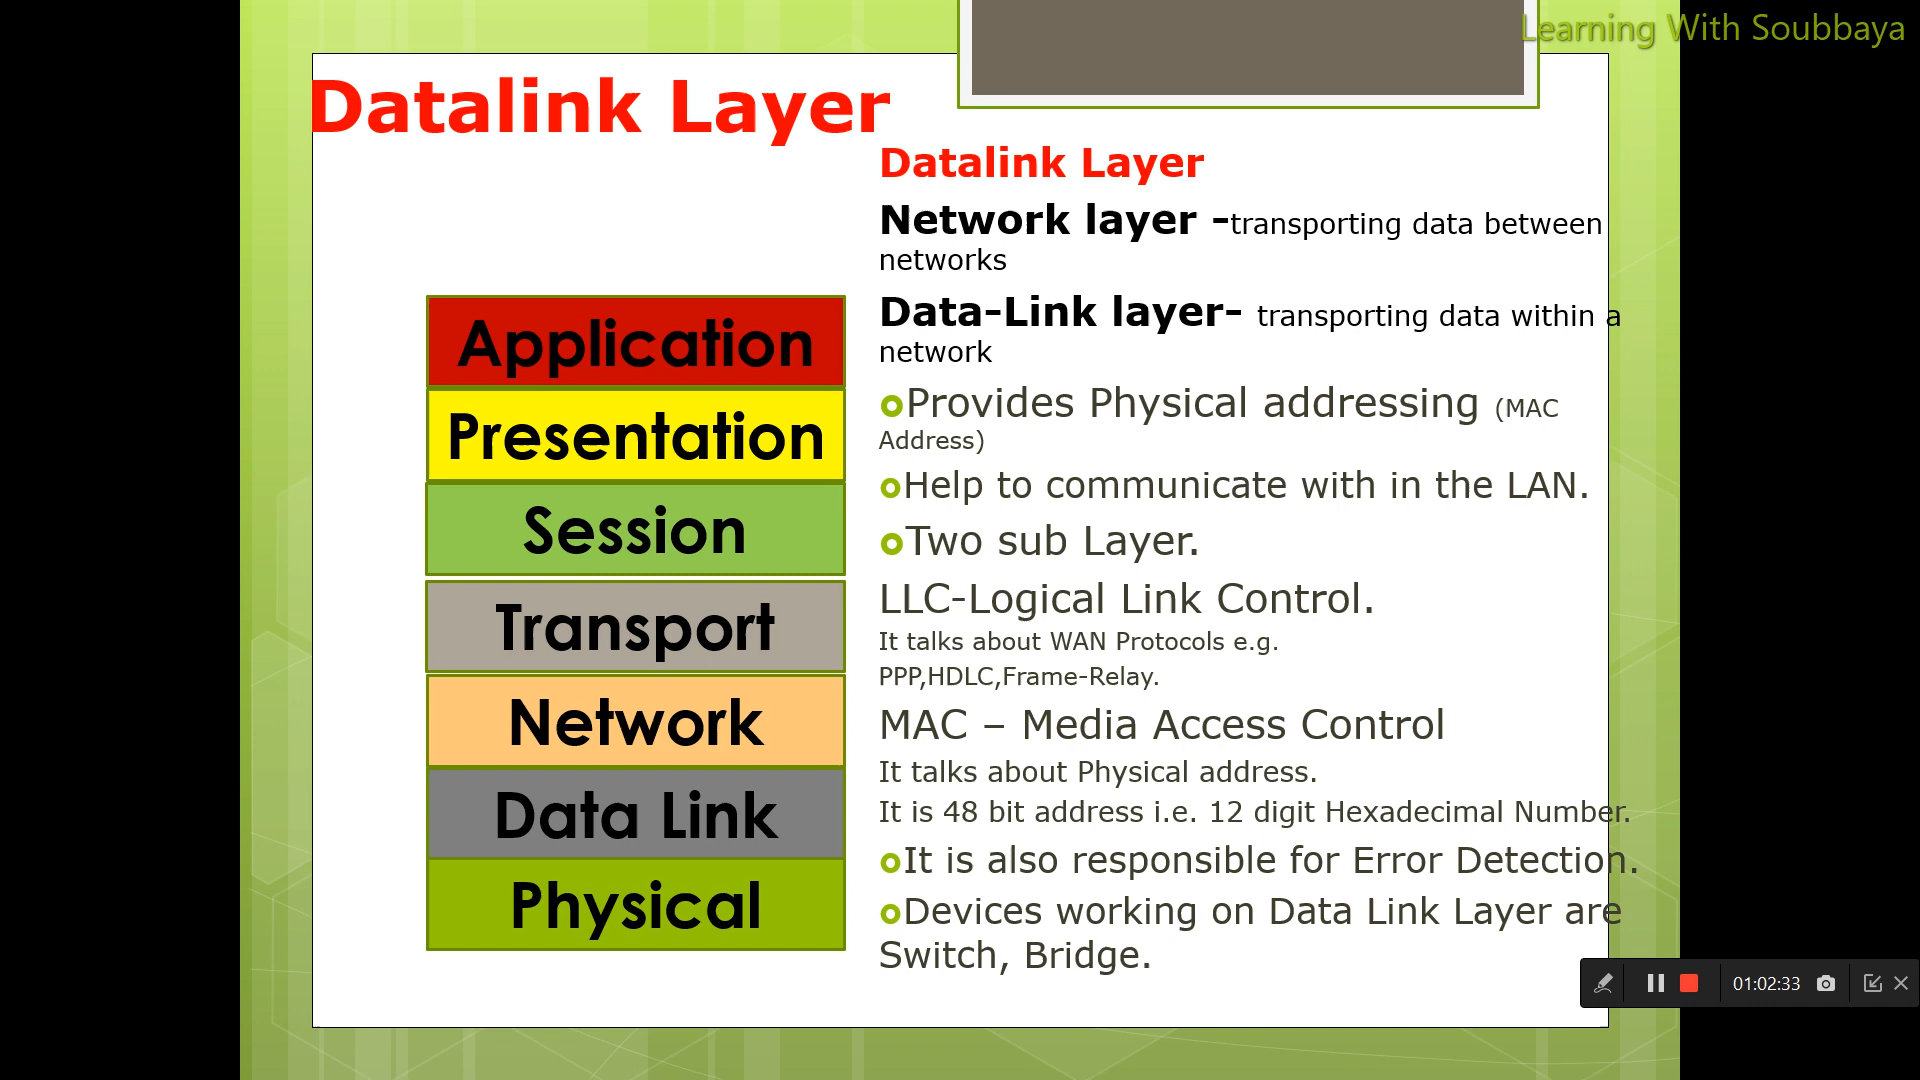 Learning With Soubbaya
Datalink Layer
Datalink Layer
Network layer -transporting data between
networks
Data-Link layer- transporting data within a
network
Provides Physical addressing (MAC
Address)
Help to communicate with in the LAN.
Two sub Layer.
LLC-Logical Link Control.
It talks about WAN Protocols e.g.
PPP,HDLC,Frame-Relay.
MAC – Media Access Control
It talks about Physical address.
It is 48 bit address i.e. 12 digit Hexadecimal Number.
It is also responsible for Error Detection.
Devices working on Data Link Layer are
Switch, Bridge.
Application
Presentation
Session
Transport
Network
Data Link
Physical
01:02:33